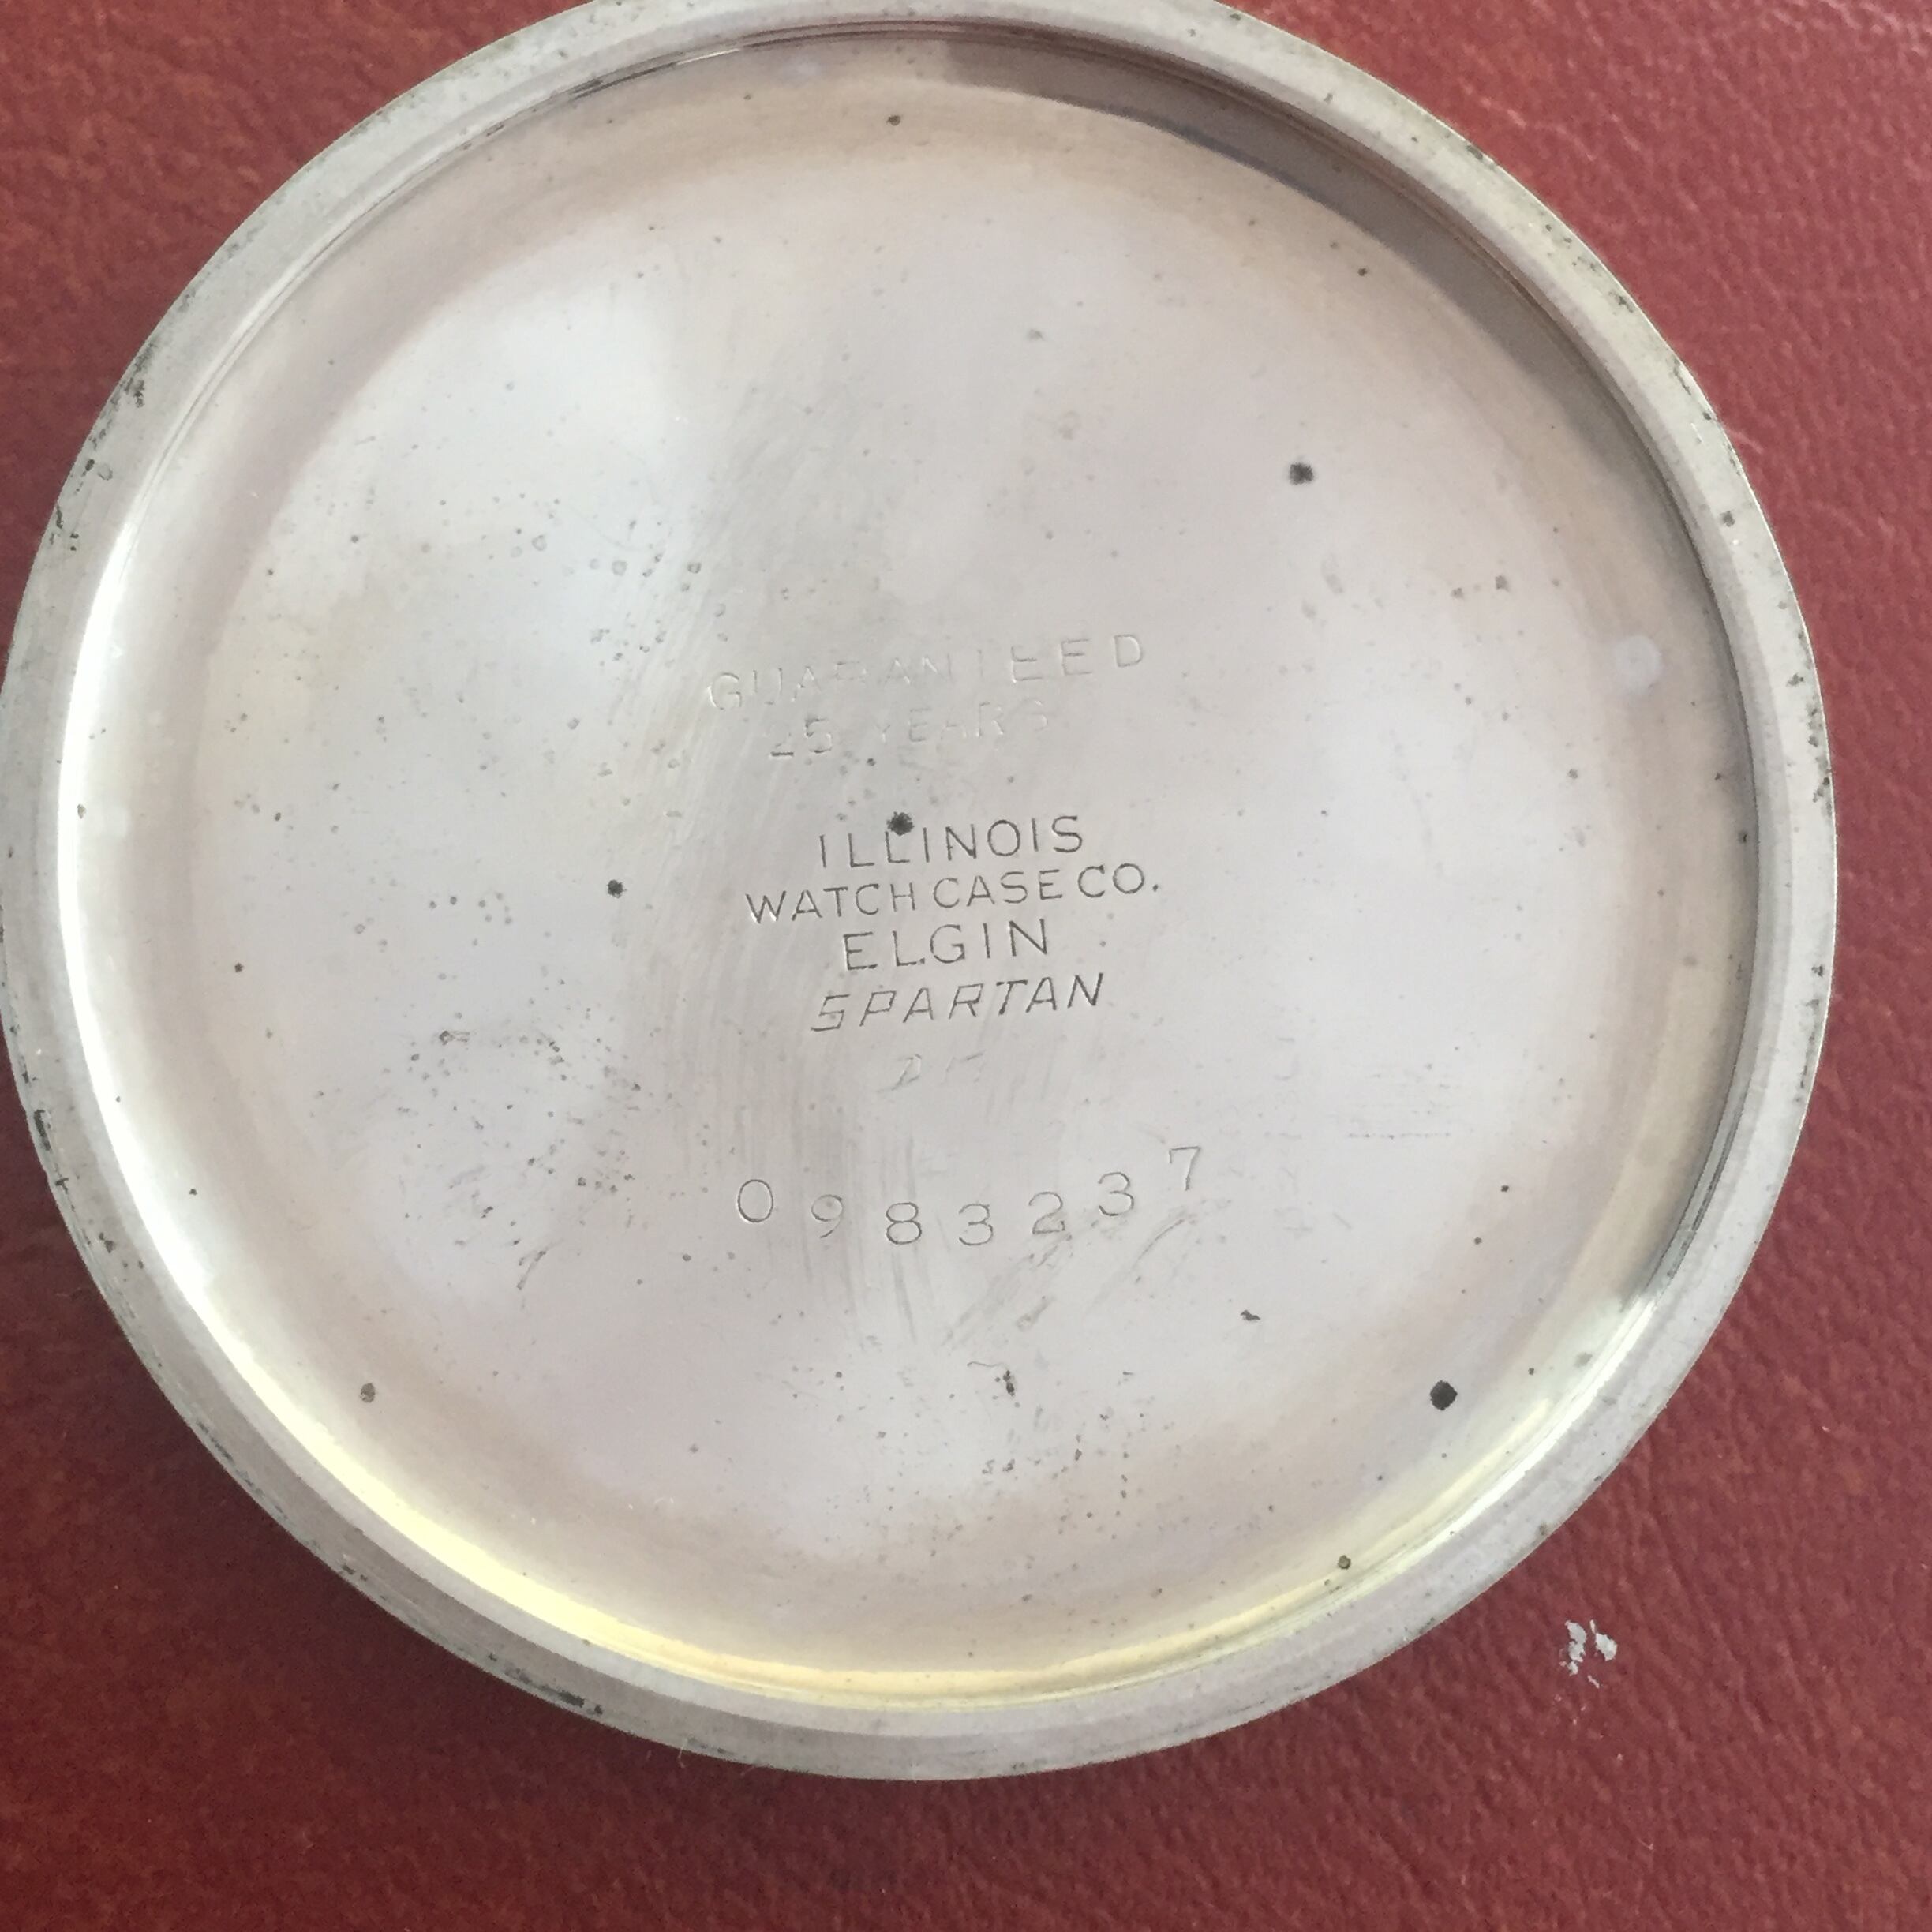 GUARANTEED
25 YEARS
ILLINOIS
WATCH CASE CO.
ELGIN
SPARTAN
0983237